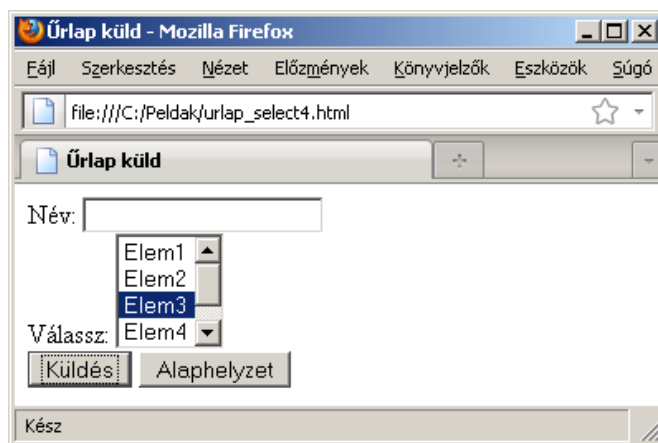 Űrlap küld - Mozilla Firefox
Fájl Szerkesztés Nézet Előzmények Könyvjelzők Eszközök Súgó
file:///C:/Peldak/urlap_select4.html
Űrlap küld
Név:
Elem1
Elem2
Elem3
Válassz: Elem4
Küldés Alaphelyzet
Kész